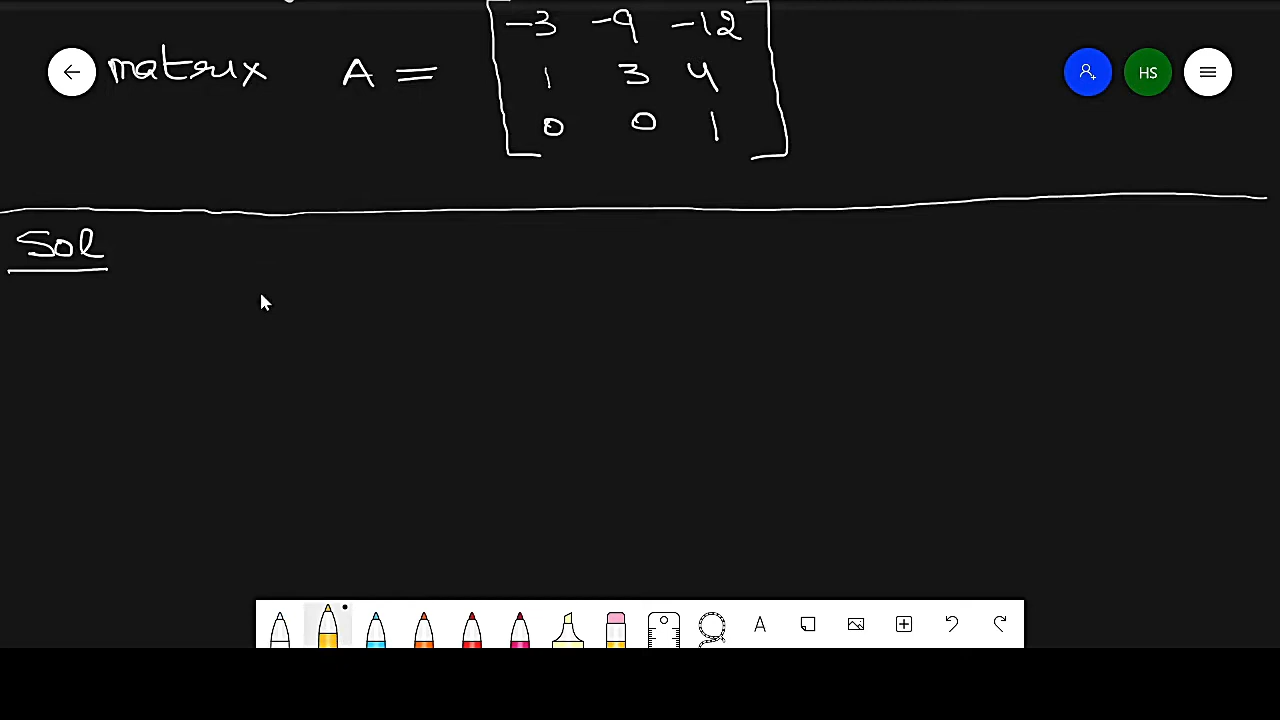 -3 -9 -12
matrix A = 1 3 4
0 0 1
HS
Sol
A